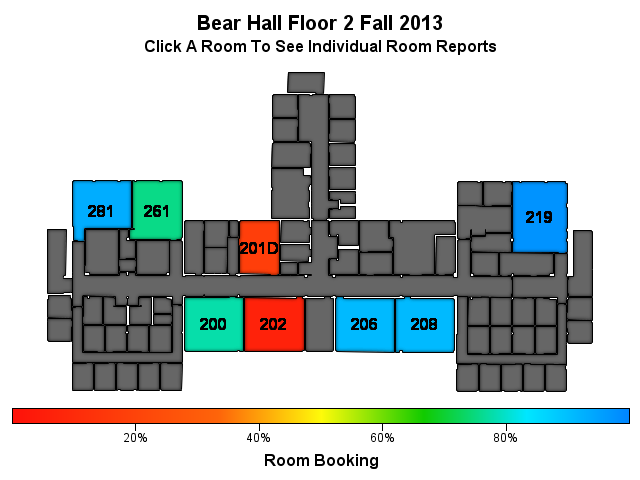 Bear Hall Floor 2 Fall 2013
Click A Room To See Individual Room Reports
281 261 219
201D
200 202 206 208
20% 40% 60% 80%
Room Booking